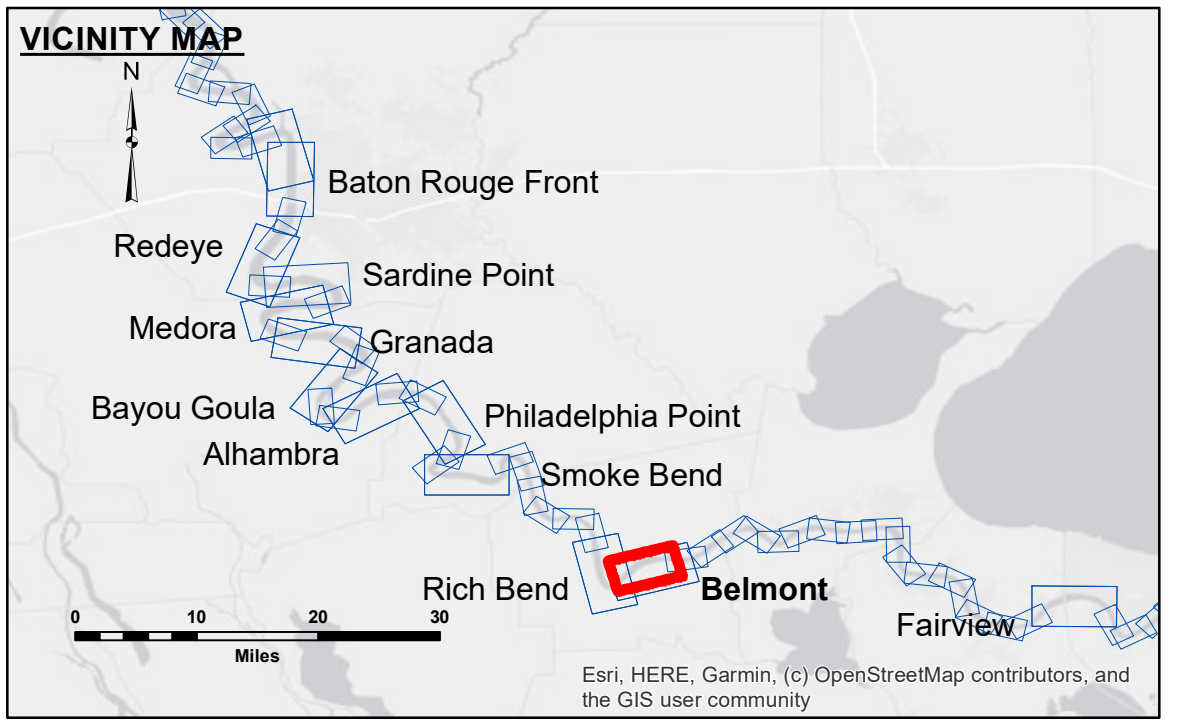 VICINITY MAP
N
Baton Rouge Front
Redeye
Sardine Point
Medora
Granada
Bayou Goula
Philadelphia Point
Alhambra
Smoke Bend
Rich Bend
Belmont
Fairview
0 10 20 30
Miles
Esri, HERE, Garmin, (c) OpenStreetMap contributors, and
the GIS user community